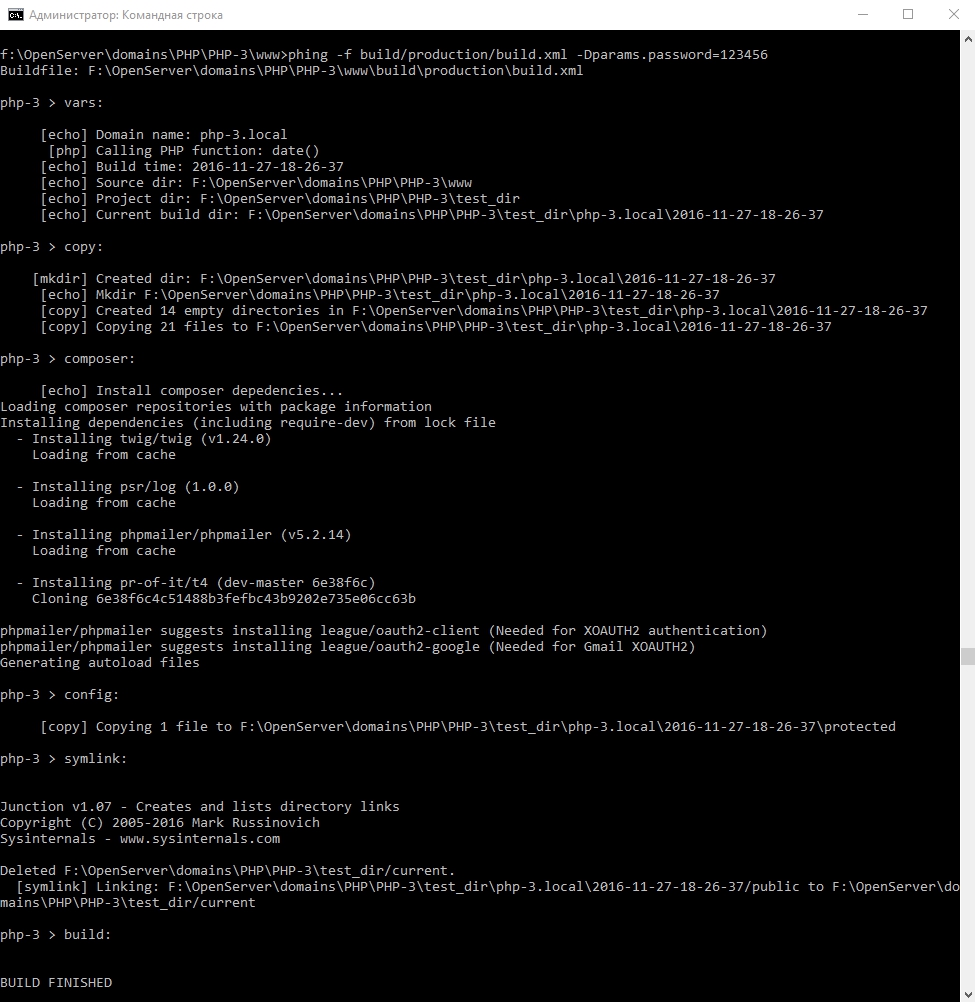 Администратор: Командная строка
f:\OpenServer\domains\PHP\PHP-3\www>phing -f build/production/build.xml -Dparams.password=123456
Buildfile: F:\OpenServer\domains\PHP\PHP-3\www\build\production\build.xml
php-3 > vars:
[echo] Domain name: php-3.local
[php] Calling PHP function: date()
[echo] Build time: 2016-11-27-18-26-37
[echo] Source dir: F:\OpenServer\domains\PHP\PHP-3\www
[echo] Project dir: F:\OpenServer\domains\PHP\PHP-3\test_dir
[echo] Current build dir: F:\OpenServer\domains\PHP\PHP-3\test_dir\php-3.local\2016-11-27-18-26-37
php-3 > copy:
[mkdir] Created dir: F:\OpenServer\domains\PHP\PHP-3\test_dir\php-3.local\2016-11-27-18-26-37
[echo] Mkdir F:\OpenServer\domains\PHP\PHP-3\test_dir\php-3.local\2016-11-27-18-26-37
[copy] Created 14 empty directories in F:\OpenServer\domains\PHP\PHP-3\test_dir\php-3.local\2016-11-27-18-26-37
[copy] Copying 21 files to F:\OpenServer\domains\PHP\PHP-3\test_dir\php-3.local\2016-11-27-18-26-37
php-3 > composer:
[echo] Install composer depedencies...
Loading composer repositories with package information
Installing dependencies (including require-dev) from lock file
- Installing twig/twig (v1.24.0)
Loading from cache
- Installing psr/log (1.0.0)
Loading from cache
- Installing phpmailer/phpmailer (v5.2.14)
Loading from cache
- Installing pr-of-it/t4 (dev-master 6e38f6c)
Cloning 6e38f6c4c51488b3fefbc43b9202e735e06cc63b
phpmailer/phpmailer suggests installing league/oauth2-client (Needed for XOAUTH2 authentication)
phpmailer/phpmailer suggests installing league/oauth2-google (Needed for Gmail XOAUTH2)
Generating autoload files
php-3 > config:
[copy] Copying 1 file to F:\OpenServer\domains\PHP\PHP-3\test_dir\php-3.local\2016-11-27-18-26-37\protected
php-3 > symlink:
Junction v1.07 - Creates and lists directory links
Copyright (C) 2005-2016 Mark Russinovich
Sysinternals - www.sysinternals.com
Deleted F:\OpenServer\domains\PHP\PHP-3\test_dir/current.
[symlink] Linking: F:\OpenServer\domains\PHP\PHP-3\test_dir\php-3.local\2016-11-27-18-26-37/public to F:\OpenServer\do
mains\PHP\PHP-3\test_dir/current
php-3 > build:
BUILD FINISHED